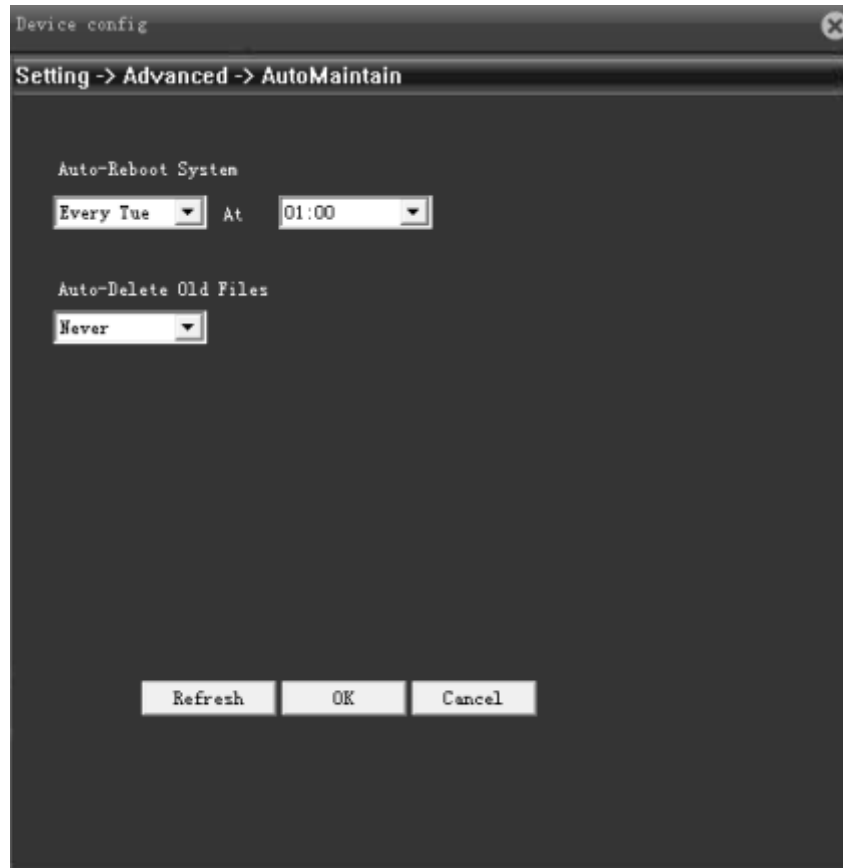 Device config
Setting -> Advanced -> AutoMaintain
Auto-Reboot System
Every Tue At 01:00
Auto-Delete Old Files
Never
Refresh OK Cancel